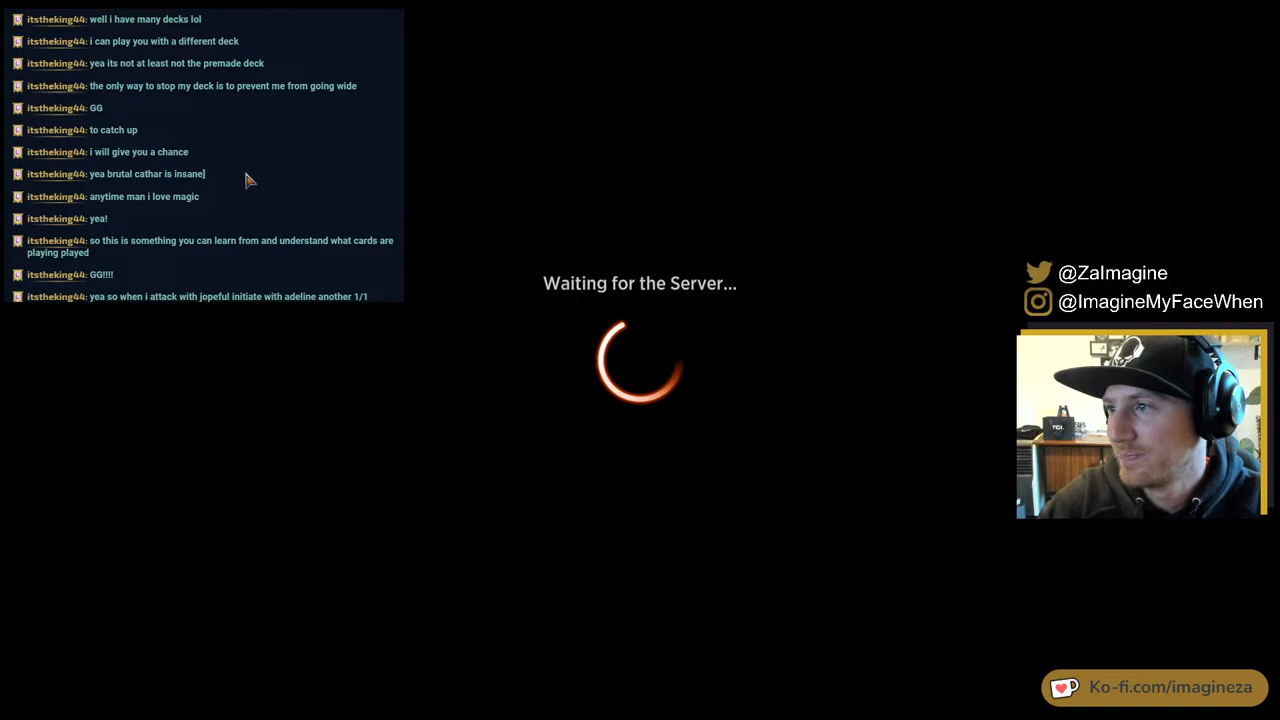 itstheking44: well i have many decks lol
itstheking44: i can play you with a different deck
itstheking44: yea its not at least not the premade deck
itstheking44: the only way to stop my deck is to prevent me from going wide
itstheking44: GG
itstheking44: to catch up
itstheking44: i will give you a chance
itstheking44: yea brutal cathar is insane]
itstheking44: anytime man i love magic
itstheking44: yea!
itstheking44: so this is something you can learn from and understand what cards are
playing played
itstheking44: GG!!!!
itstheking44: yea so when i attack with jopeful initiate with adeline another 1/1
Waiting for the Server...
@ZaImagine
@ImagineMyFaceWhen
Ko-fi.com/imagineza